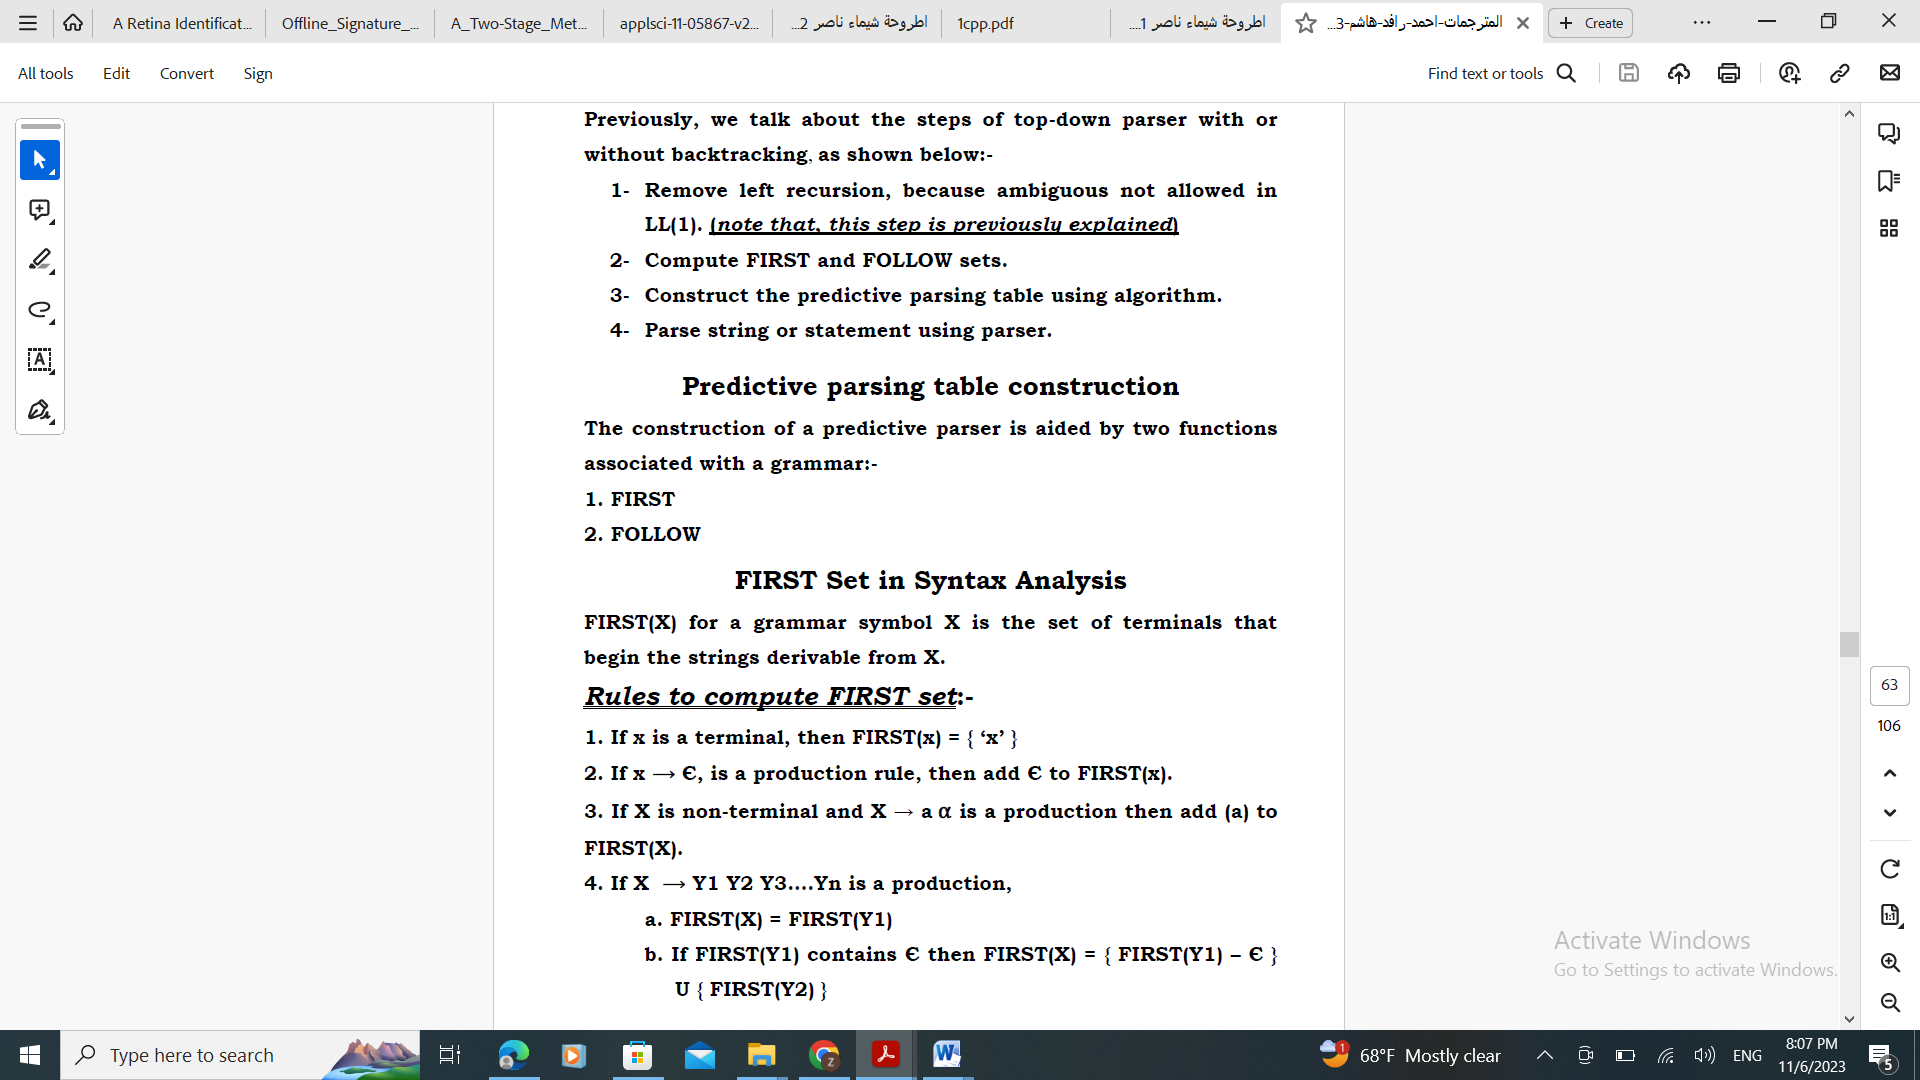 A Retina Identificat...
Offline_Signature_...
A_Two-Stage_Met...
applsci-11-05867-v2...
اطروحة شيماء ناصر 2...
1cpp.pdf
اطروحة شيماء ناصر 1....
المترجمات-احمد-رافد-هاشم-3...
+ Create
All tools
Edit
Convert
Sign
Find text or tools
Previously, we talk about the steps of top-down parser with or
without backtracking, as shown below:-
1- Remove left recursion, because ambiguous not allowed in
LL(1). (note that, this step is previously explained)
2- Compute FIRST and FOLLOW sets.
3- Construct the predictive parsing table using algorithm.
4- Parse string or statement using parser.
Predictive parsing table construction
The construction of a predictive parser is aided by two functions
associated with a grammar:-
1. FIRST
2. FOLLOW
FIRST Set in Syntax Analysis
FIRST(X) for a grammar symbol X is the set of terminals that
begin the strings derivable from X.
Rules to compute FIRST set:-
1. If x is a terminal, then FIRST(x) = { ‘x’ }
2. If x → Є, is a production rule, then add Є to FIRST(x).
3. If X is non-terminal and X → a α is a production then add (a) to
FIRST(X).
4. If X → Y1 Y2 Y3....Yn is a production,
a. FIRST(X) = FIRST(Y1)
b. If FIRST(Y1) contains Є then FIRST(X) = { FIRST(Y1) – Є }
U { FIRST(Y2) }
63
106
1:1
Activate Windows
Go to Settings to activate Windows.
Type here to search
1
68°F Mostly clear
ENG
8:07 PM
11/6/2023
5